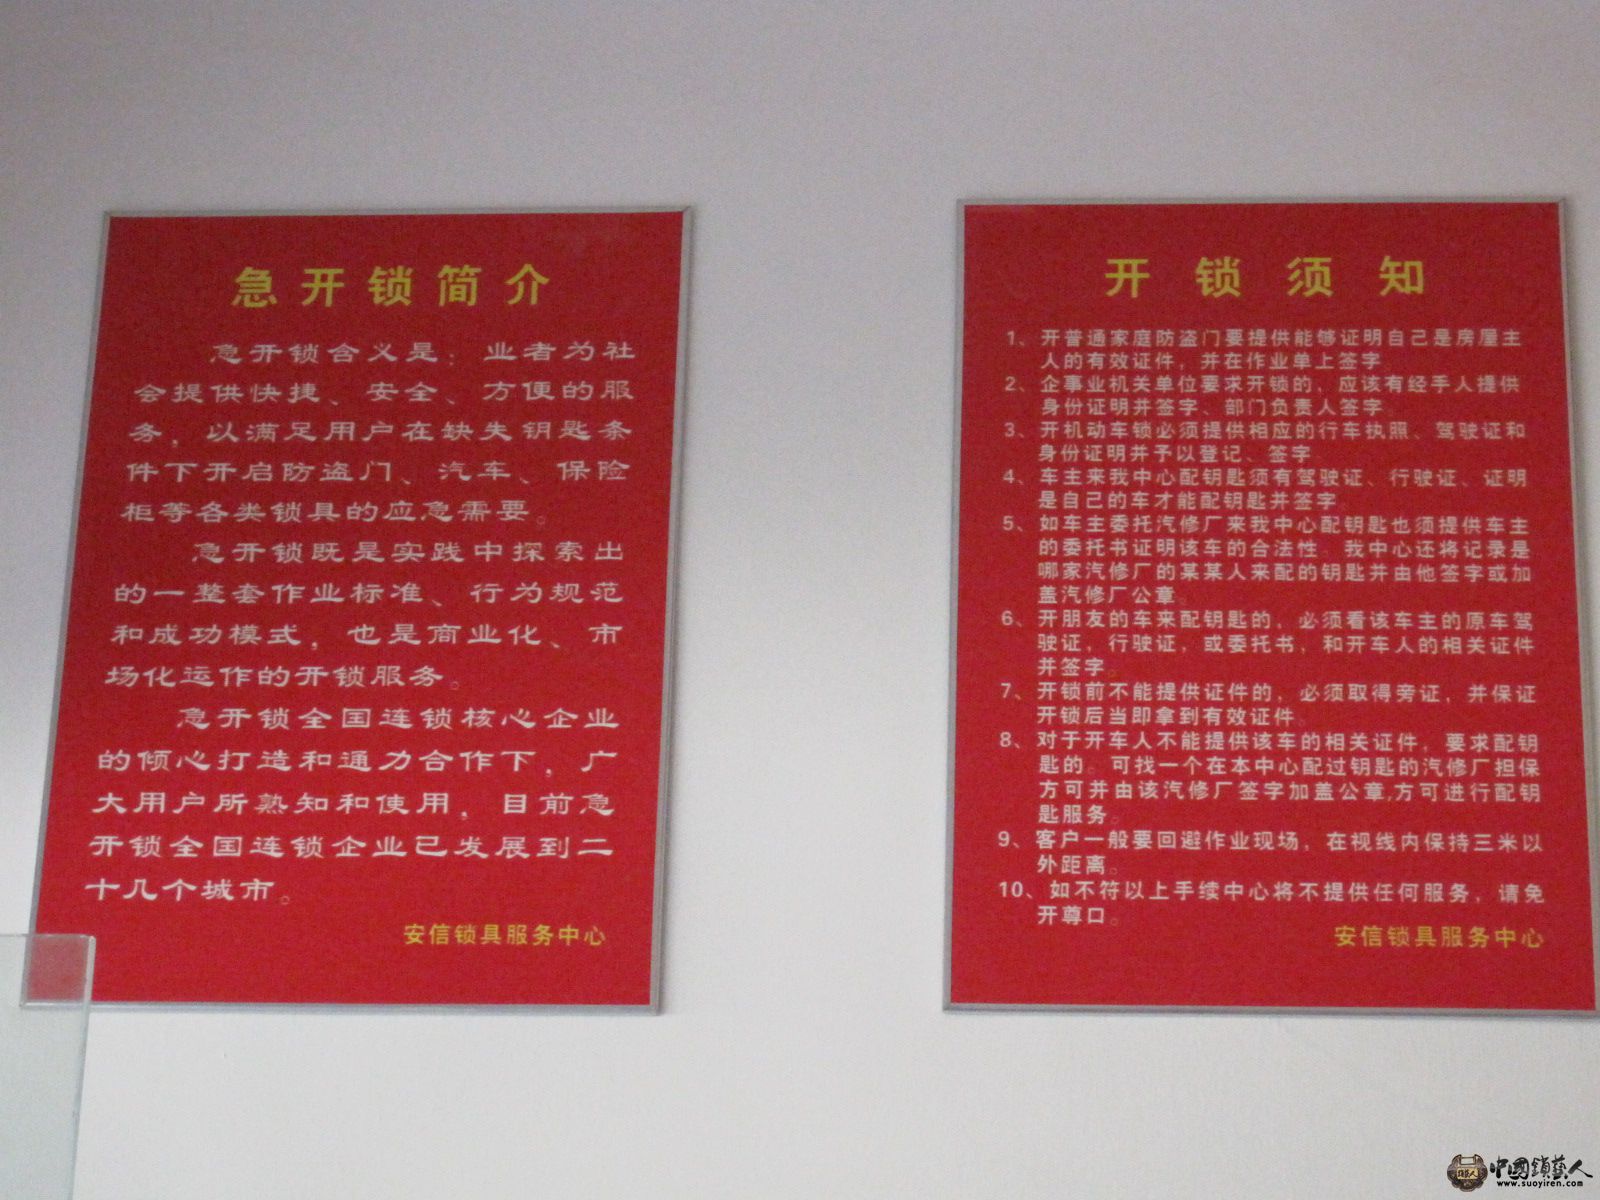 急开锁简介
急开锁含义是：业者为社
会提供快捷、安全、方便的服
务，以满足用户在缺失钥匙条
件下开启防盗门、汽车、保险
柜等各类锁具的应急需要。
急开锁既是实践中探索出
的一整套作业标准、行为规范
和成功模式，也是商业化、市
场化运作的开锁服务。
急开锁全国连锁核心企业
的倾心打造和通力合作下，广
大用户所熟知和使用，目前急
开锁全国连锁企业已发展到二
十几个城市。
安信锁具服务中心
开锁须知
1、开普通家庭防盗门要提供能够证明自己是房屋主
人的有效证件，并在作业单上签字。
2、企事业机关单位要求开锁的、应该有经手人提供
身份证明并签字、部门负责人签字。
3、开机动车锁必须提供相应的行车执照、驾驶证和
身份证明并予以登记、签字。
4、车主来我中心配钥匙须有驾驶证、行驶证、证明
是自己的车才能配钥匙并签字。
5、如车主委托汽修厂来我中心配钥匙也须提供车主
的委托书证明该车的合法性。我中心还将记录是
哪家汽修厂的某某人来配的钥匙并由他签字或加
盖汽修厂公章。
6、开朋友的车来配钥匙的，必须看该车主的原车驾
驶证，行驶证，或委托书，和开车人的相关证件
并签字。
7、开锁前不能提供证件的，必须取得旁证，并保证
开锁后当即拿到有效证件。
8、对于开车人不能提供该车的相关证件，要求配钥
匙的。可找一个在本中心配过钥匙的汽修厂担保
方可并由该汽修厂签字加盖公章,方可进行配钥
匙服务。
9、客户一般要回避作业现场，在视线内保持三米以
外距离。
10、如不符以上手续中心将不提供任何服务，请免
开尊口。
安信锁具服务中心
中國鎖藝人
www.suoyiren.com